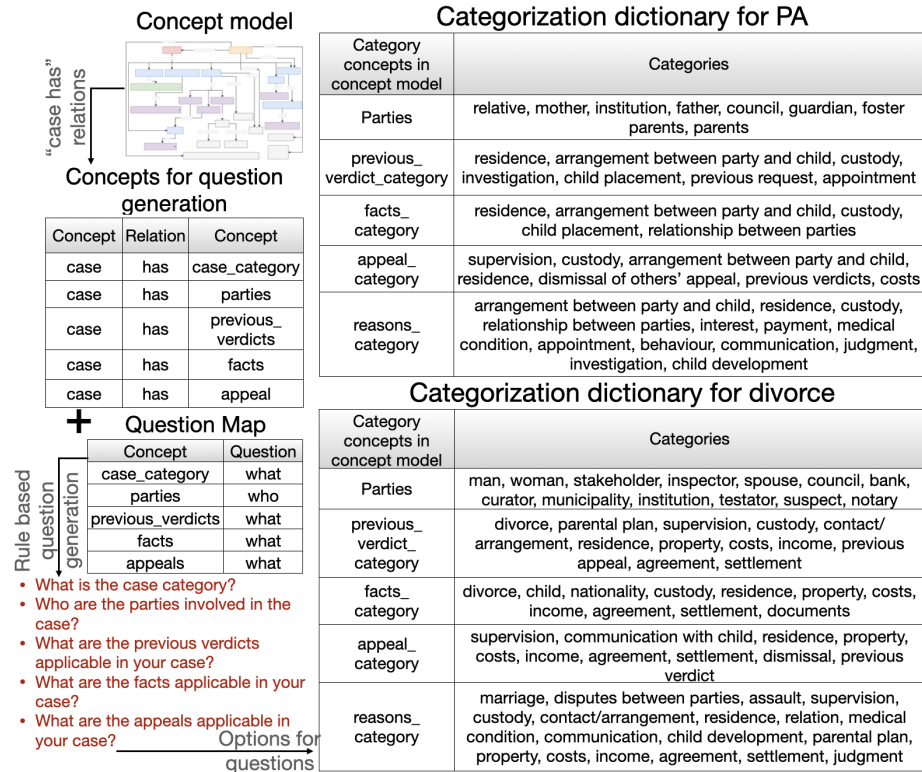 Concept model
"case has"
relations
Concepts for question
generation
Concept Relation Concept
case has case_category
case has parties
case has previous_
verdicts
case has facts
case has appeal
+ Question Map
Concept Question
case_category what
parties who
previous_verdicts what
facts what
appeals what
Rule based
question
generation
• What is the case category?
• Who are the parties involved in the
case?
• What are the previous verdicts
applicable in your case?
• What are the facts applicable in your
case?
• What are the appeals applicable in
your case?
Options for
questions
Categorization dictionary for PA
Category
concepts in
concept model
Categories
Parties
relative, mother, institution, father, council, guardian, foster
parents, parents
previous_
verdict_category
residence, arrangement between party and child, custody,
investigation, child placement, previous request, appointment
facts_
category
residence, arrangement between party and child, custody,
child placement, relationship between parties
appeal_
category
supervision, custody, arrangement between party and child,
residence, dismissal of others' appeal, previous verdicts, costs
reasons_
category
arrangement between party and child, residence, custody,
relationship between parties, interest, payment, medical
condition, appointment, behaviour, communication, judgment,
investigation, child development
Categorization dictionary for divorce
Category
concepts in
concept model
Categories
Parties
man, woman, stakeholder, inspector, spouse, council, bank,
curator, municipality, institution, testator, suspect, notary
previous_
verdict_
category
divorce, parental plan, supervision, custody, contact/
arrangement, residence, property, costs, income, previous
appeal, agreement, settlement
facts_
category
divorce, child, nationality, custody, residence, property, costs,
income, agreement, settlement, documents
appeal_
category
supervision, communication with child, residence, property,
costs, income, agreement, settlement, dismissal, previous
verdict
reasons_
category
marriage, disputes between parties, assault, supervision,
custody, contact/arrangement, residence, relation, medical
condition, communication, child development, parental plan,
property, costs, income, agreement, settlement, judgment